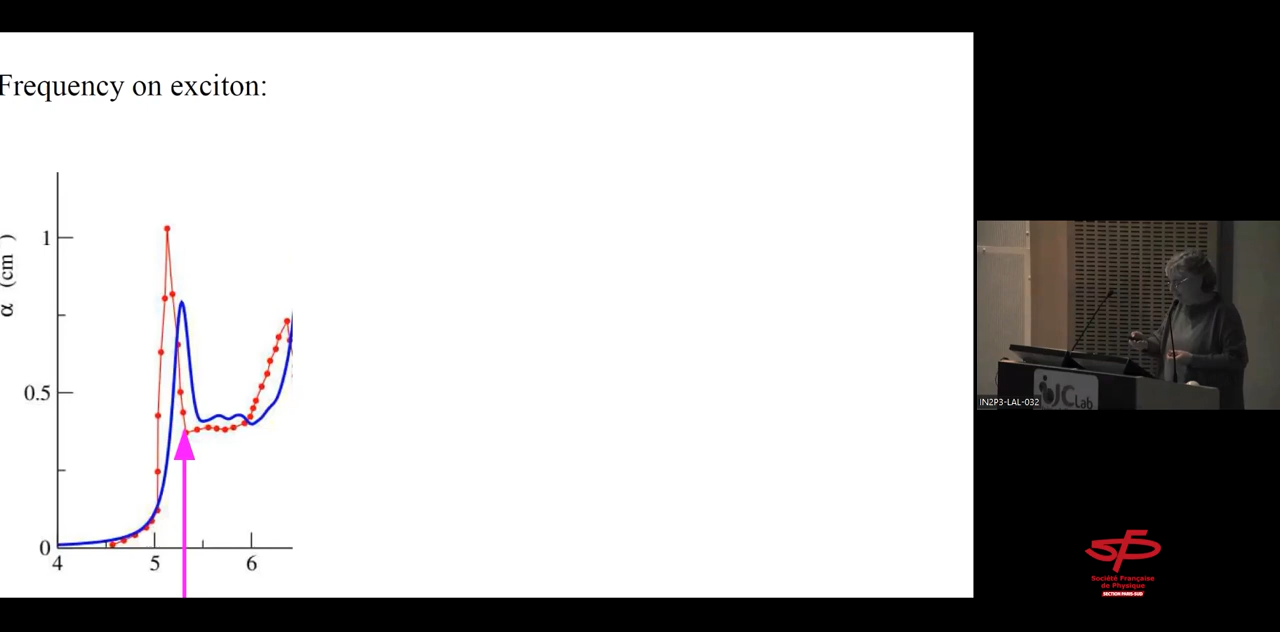 Frequency on exciton:
α (cm⁻)
1
0.5
0
4 5 6
JCLab
IN2P3-LAL-032
SFP
Société Française
de Physique
SECTION PARIS-SUD